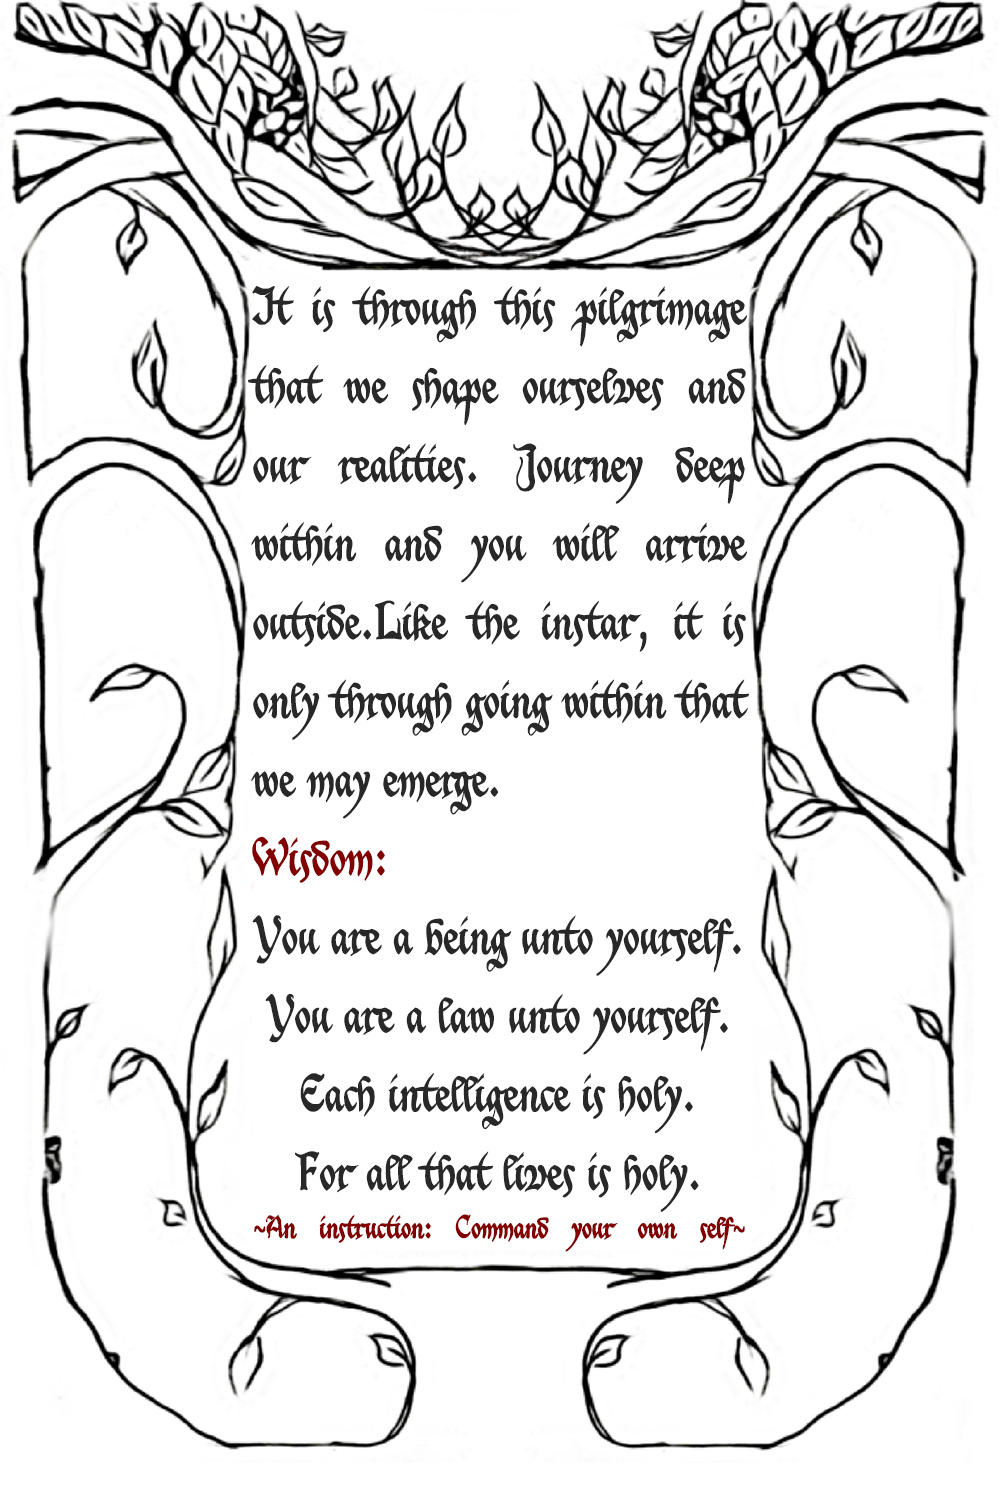 It is through this pilgrimage
that we shape ourselves and
our realities. Journey deep
within and you will arrive
outside.Like the instar, it is
only through going within that
we may emerge.
Wisdom:
You are a being unto yourself.
You are a law unto yourself.
Each intelligence is holy.
For all that lives is holy.
~An instruction: Command your own self~